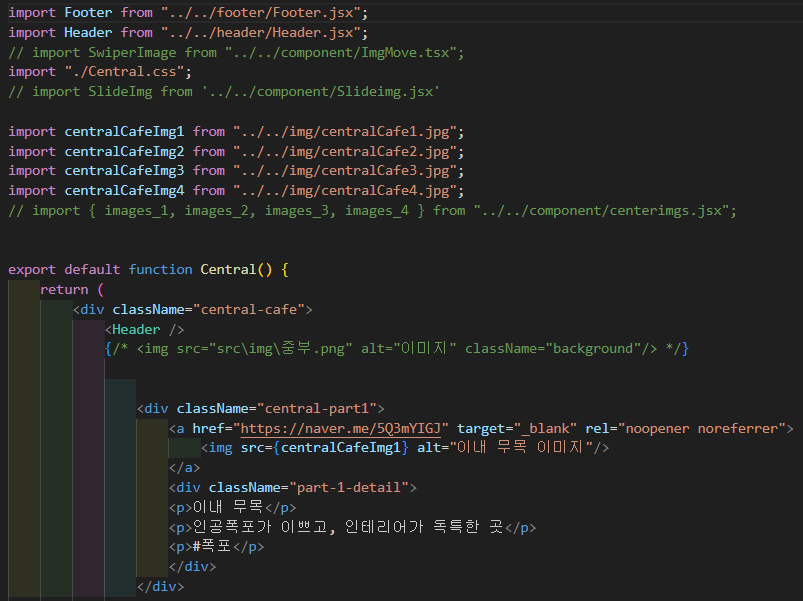 import Footer from "../../footer/Footer.jsx";
import Header from "../../header/Header.jsx";
// import SwiperImage from "../../component/ImgMove.tsx";
import "./Central.css";
// import SlideImg from '../../component/Slideimg.jsx'
import centralCafeImg1 from "../../img/centralCafe1.jpg";
import centralCafeImg2 from "../../img/centralCafe2.jpg";
import centralCafeImg3 from "../../img/centralCafe3.jpg";
import centralCafeImg4 from "../../img/centralCafe4.jpg";
// import { images_1, images_2, images_3, images_4 } from "../../component/centerimgs.jsx";
export default function Central() {
return (
<div className="central-cafe">
<Header />
{/* <img src="src\img\중부.png" alt="이미지" className="background"/> */}
<div className="central-part1">
<a href="https://naver.me/5Q3mYIGJ" target="_blank" rel="noopener noreferrer">
<img src={centralCafeImg1} alt="이내 무목 이미지"/>
</a>
<div className="part-1-detail">
<p>이내 무목</p>
<p>인공폭포가 이쁘고, 인테리어가 독특한 곳</p>
<p>#폭포</p>
</div>
</div>